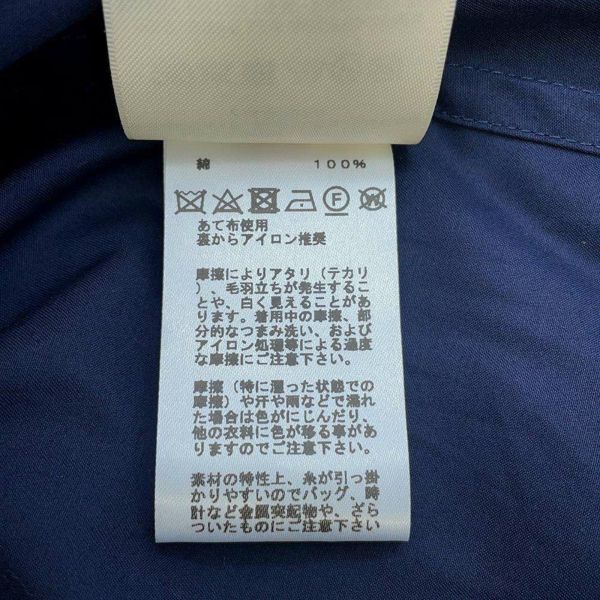 綿 100%
あて布使用
裏からアイロン推奨
摩擦によりアタリ(テカリ
)、毛羽立ちが発生するこ
とや、白く見えることがあ
ります。着用中の摩擦、部
分的なつまみ洗い、および
アイロン処理等による過度
な摩擦にご注意下さい。
摩擦(特に湿った状態での
摩擦)や汗や雨などで濡れ
た場合は色がにじんだり、
他の衣料に色が移る事があ
りますのでご注意下さい。
素材の特性上、糸が引っ掛
かりやすいのでバッグ、時
計など金属突起物や、ざら
ついたものにご注意下さい